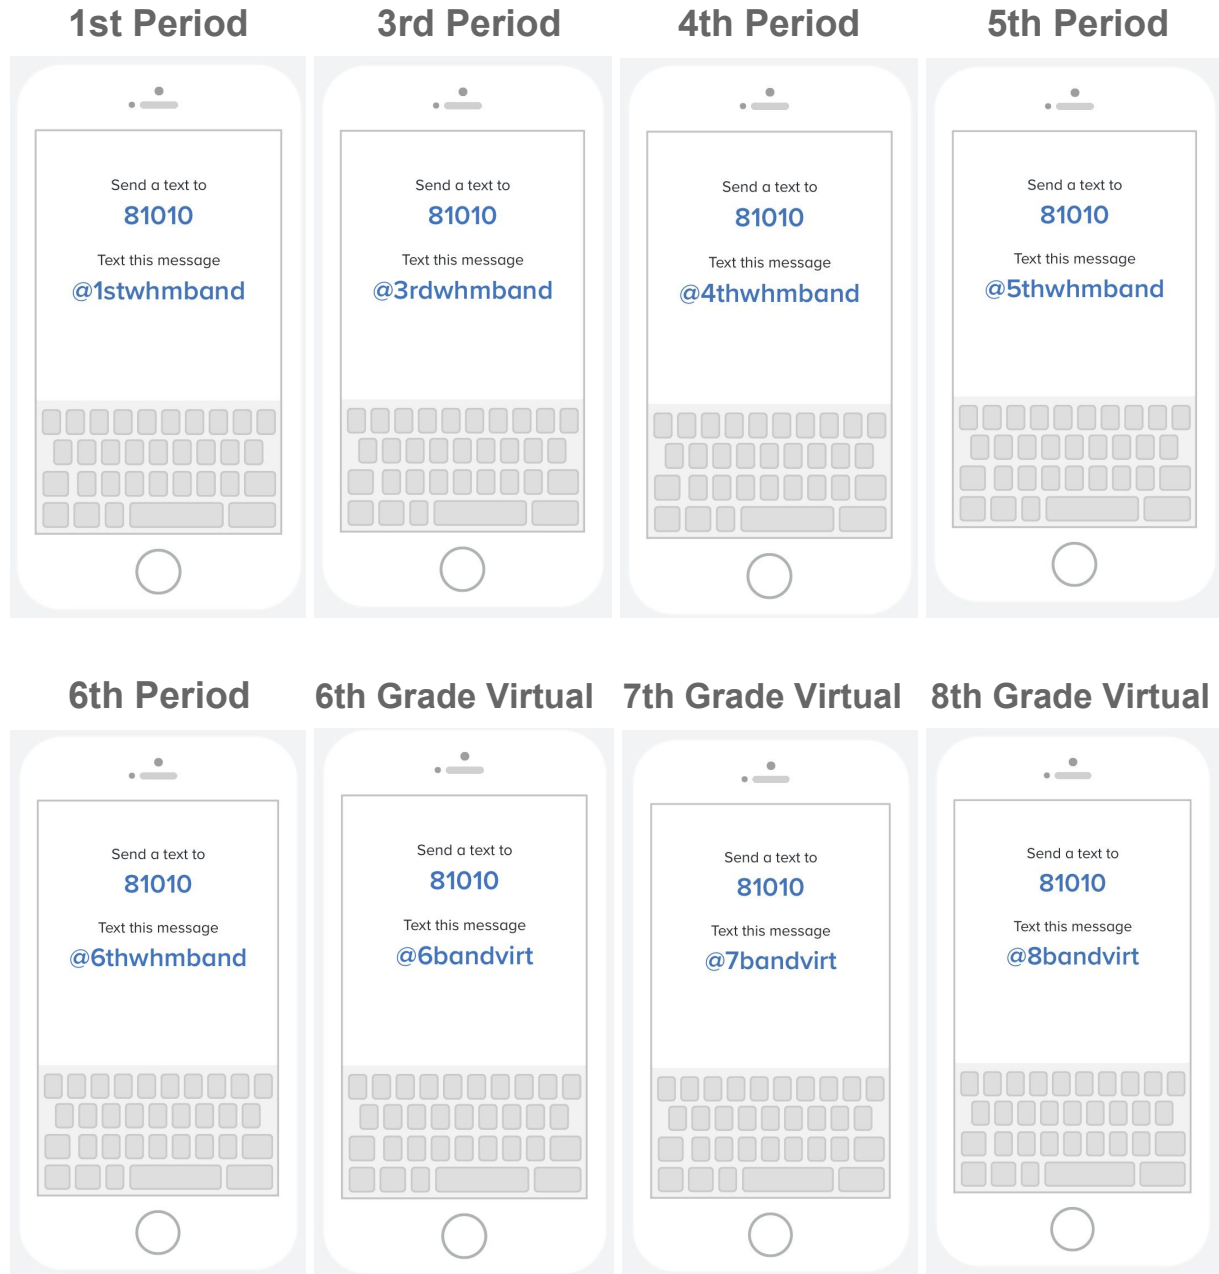 1st Period
3rd Period
4th Period
5th Period
Send a text to
81010
Text this message
@1stwhmband
Send a text to
81010
Text this message
@3rdwhmband
Send a text to
81010
Text this message
@4thwhmband
Send a text to
81010
Text this message
@5thwhmband
6th Period
6th Grade Virtual
7th Grade Virtual
8th Grade Virtual
Send a text to
81010
Text this message
@6thwhmband
Send a text to
81010
Text this message
@6bandvirt
Send a text to
81010
Text this message
@7bandvirt
Send a text to
81010
Text this message
@8bandvirt